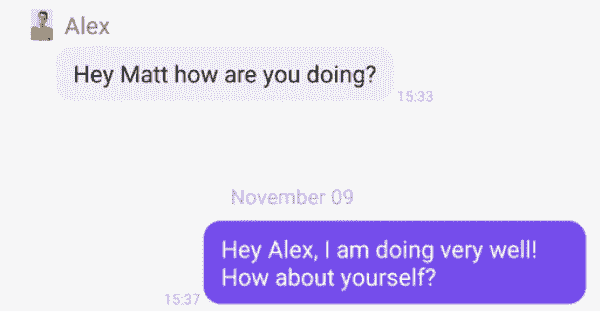 Alex
Hey Matt how are you doing?
15:33
November 09
Hey Alex, I am doing very well!
How about yourself?
15:37